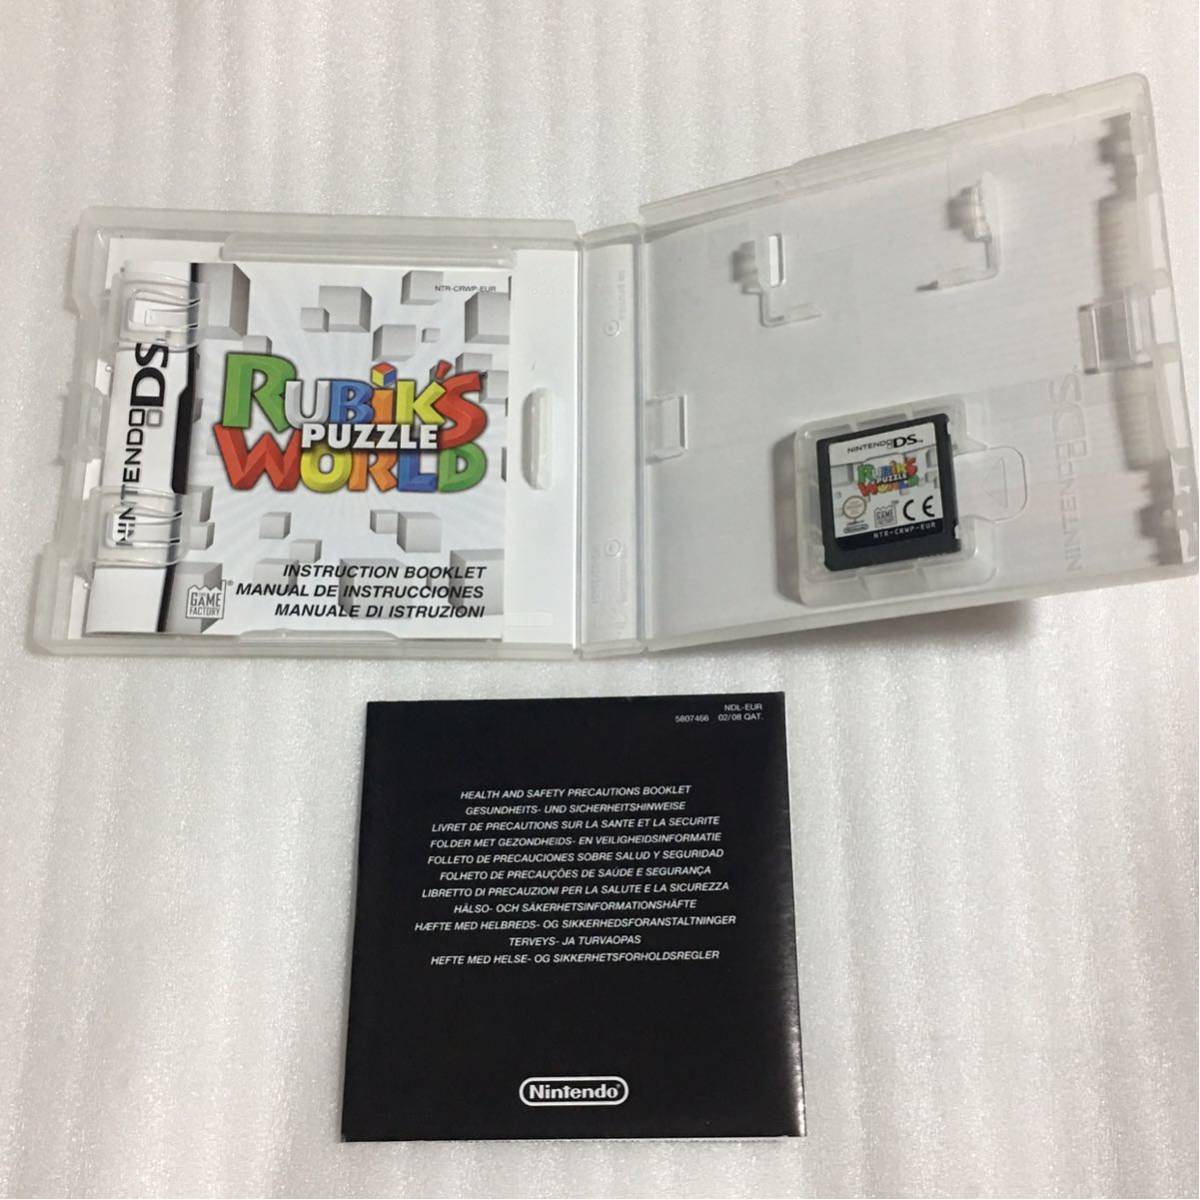 NTR-CRWP-EUR
NINTENDO DS
RUBIK'S
PUZZLE
WORLD
INSTRUCTION BOOKLET
MANUAL DE INSTRUCCIONES
MANUALE DI ISTRUZIONI
THE GAME FACTORY®
NINTENDO DS™
RUBIK'S
PUZZLE
WORLD
Nintendo
GAME FACTORY
CE
NTR-CRWP-EUR
NINTENDO DS
NDL-EUR
5807466 02/08 QAT.
HEALTH AND SAFETY PRECAUTIONS BOOKLET
GESUNDHEITS- UND SICHERHEITSHINWEISE
LIVRET DE PRECAUTIONS SUR LA SANTE ET LA SECURITE
FOLDER MET GEZONDHEIDS- EN VEILIGHEIDSINFORMATIE
FOLLETO DE PRECAUCIONES SOBRE SALUD Y SEGURIDAD
FOLHETO DE PRECAUÇÕES DE SAÚDE E SEGURANÇA
LIBRETTO DI PRECAUZIONI PER LA SALUTE E LA SICUREZZA
HÄLSO- OCH SÄKERHETSINFORMATIONSHÄFTE
HÆFTE MED HELBREDS- OG SIKKERHEDSFORANSTALTNINGER
TERVEYS- JA TURVAOPAS
HEFTE MED HELSE- OG SIKKERHETSFORHOLDSREGLER
Nintendo®